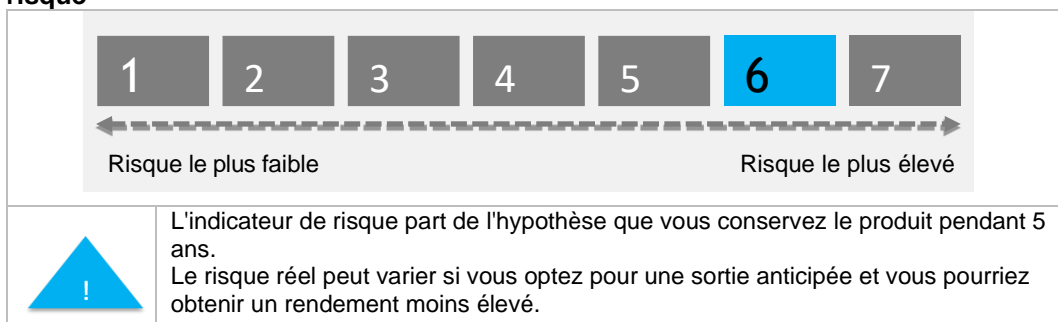 risque
1 2 3 4 5 6 7
Risque le plus faible Risque le plus élevé
L'indicateur de risque part de l'hypothèse que vous conservez le produit pendant 5
ans.
Le risque réel peut varier si vous optez pour une sortie anticipée et vous pourriez
!
obtenir un rendement moins élevé.